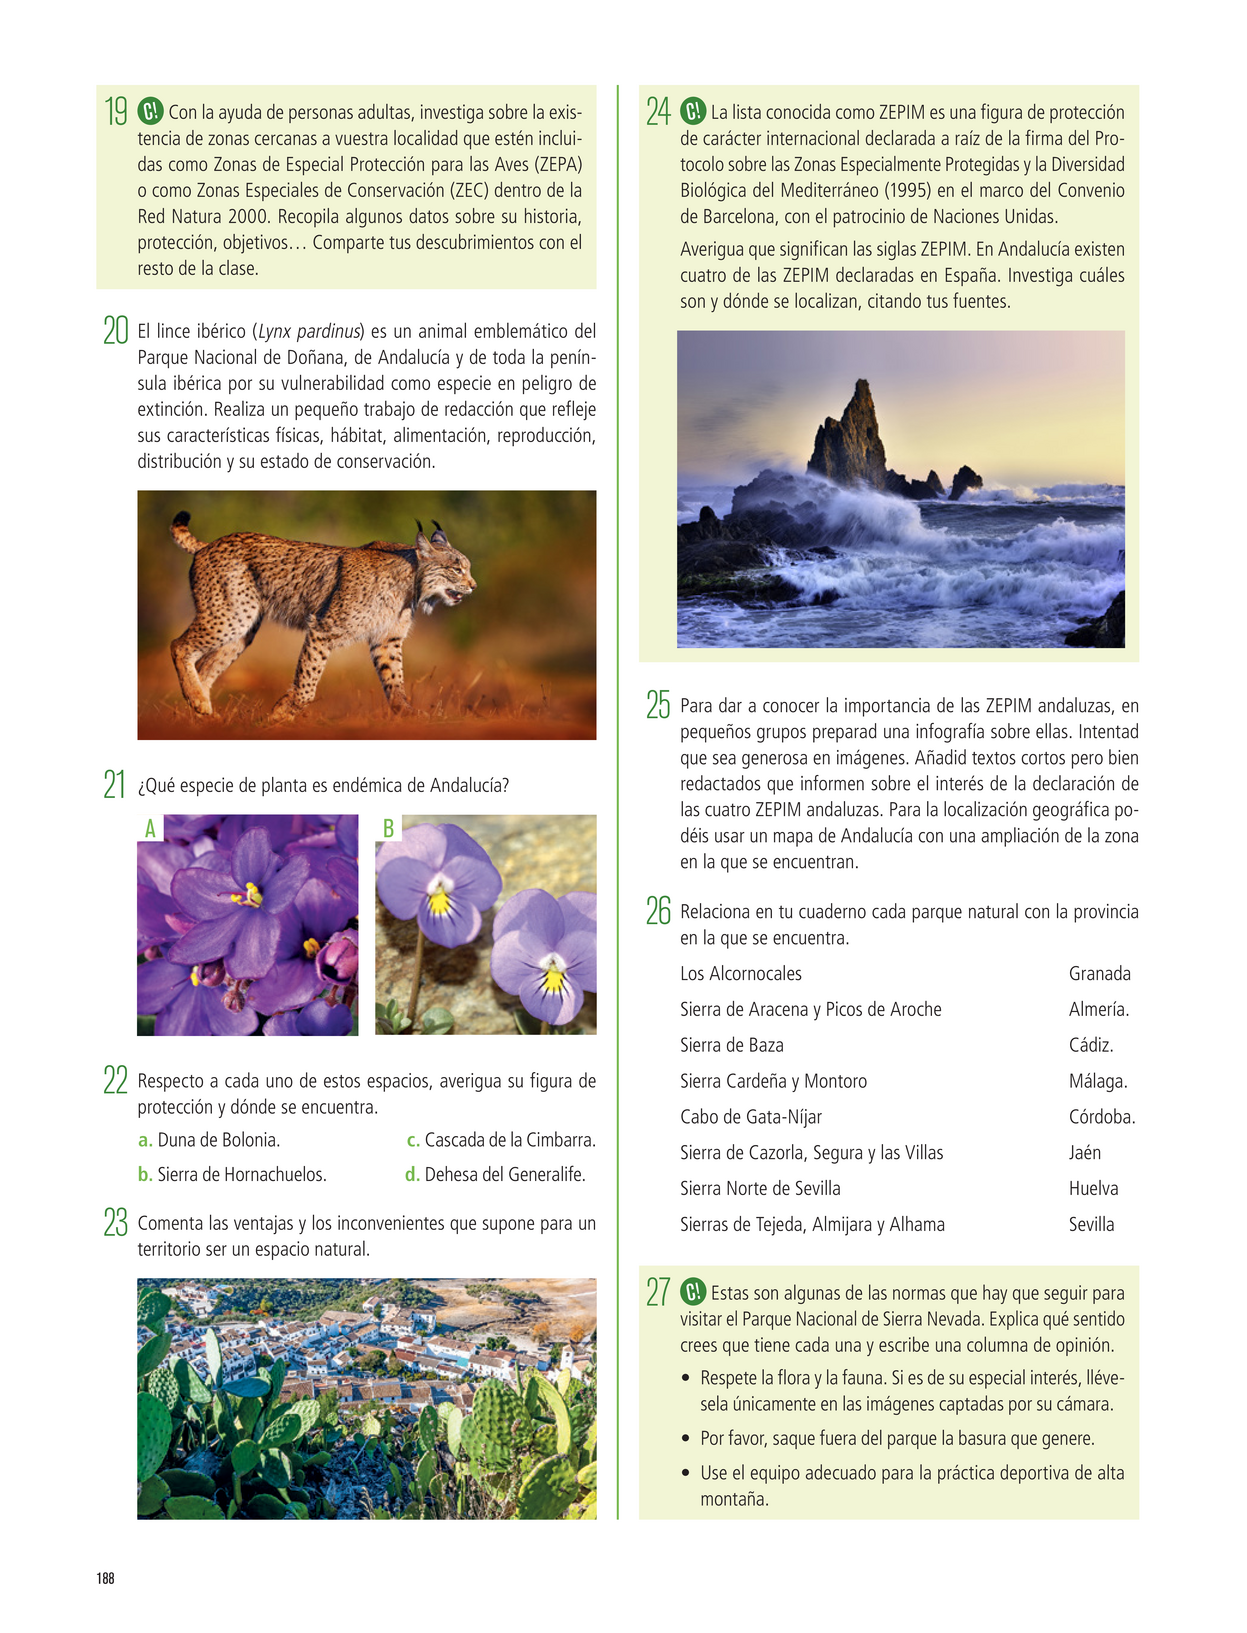 19 C! Con la ayuda de personas adultas, investiga sobre la exis-
tencia de zonas cercanas a vuestra localidad que estén inclui-
das como Zonas de Especial Protección para las Aves (ZEPA)
o como Zonas Especiales de Conservación (ZEC) dentro de la
Red Natura 2000. Recopila algunos datos sobre su historia,
protección, objetivos… Comparte tus descubrimientos con el
resto de la clase.
20 El lince ibérico (Lynx pardinus) es un animal emblemático del
Parque Nacional de Doñana, de Andalucía y de toda la penín-
sula ibérica por su vulnerabilidad como especie en peligro de
extinción. Realiza un pequeño trabajo de redacción que refleje
sus características físicas, hábitat, alimentación, reproducción,
distribución y su estado de conservación.
21 ¿Qué especie de planta es endémica de Andalucía?
A B
22 Respecto a cada uno de estos espacios, averigua su figura de
protección y dónde se encuentra.
a. Duna de Bolonia. c. Cascada de la Cimbarra.
b. Sierra de Hornachuelos. d. Dehesa del Generalife.
23 Comenta las ventajas y los inconvenientes que supone para un
territorio ser un espacio natural.
24 C! La lista conocida como ZEPIM es una figura de protección
de carácter internacional declarada a raíz de la firma del Pro-
tocolo sobre las Zonas Especialmente Protegidas y la Diversidad
Biológica del Mediterráneo (1995) en el marco del Convenio
de Barcelona, con el patrocinio de Naciones Unidas.
Averigua que significan las siglas ZEPIM. En Andalucía existen
cuatro de las ZEPIM declaradas en España. Investiga cuáles
son y dónde se localizan, citando tus fuentes.
25 Para dar a conocer la importancia de las ZEPIM andaluzas, en
pequeños grupos preparad una infografía sobre ellas. Intentad
que sea generosa en imágenes. Añadid textos cortos pero bien
redactados que informen sobre el interés de la declaración de
las cuatro ZEPIM andaluzas. Para la localización geográfica po-
déis usar un mapa de Andalucía con una ampliación de la zona
en la que se encuentran.
26 Relaciona en tu cuaderno cada parque natural con la provincia
en la que se encuentra.
Los Alcornocales Granada
Sierra de Aracena y Picos de Aroche Almería.
Sierra de Baza Cádiz.
Sierra Cardeña y Montoro Málaga.
Cabo de Gata-Níjar Córdoba.
Sierra de Cazorla, Segura y las Villas Jaén
Sierra Norte de Sevilla Huelva
Sierras de Tejeda, Almijara y Alhama Sevilla
27 C! Estas son algunas de las normas que hay que seguir para
visitar el Parque Nacional de Sierra Nevada. Explica qué sentido
crees que tiene cada una y escribe una columna de opinión.
• Respete la flora y la fauna. Si es de su especial interés, lléve-
sela únicamente en las imágenes captadas por su cámara.
• Por favor, saque fuera del parque la basura que genere.
• Use el equipo adecuado para la práctica deportiva de alta
montaña.
188